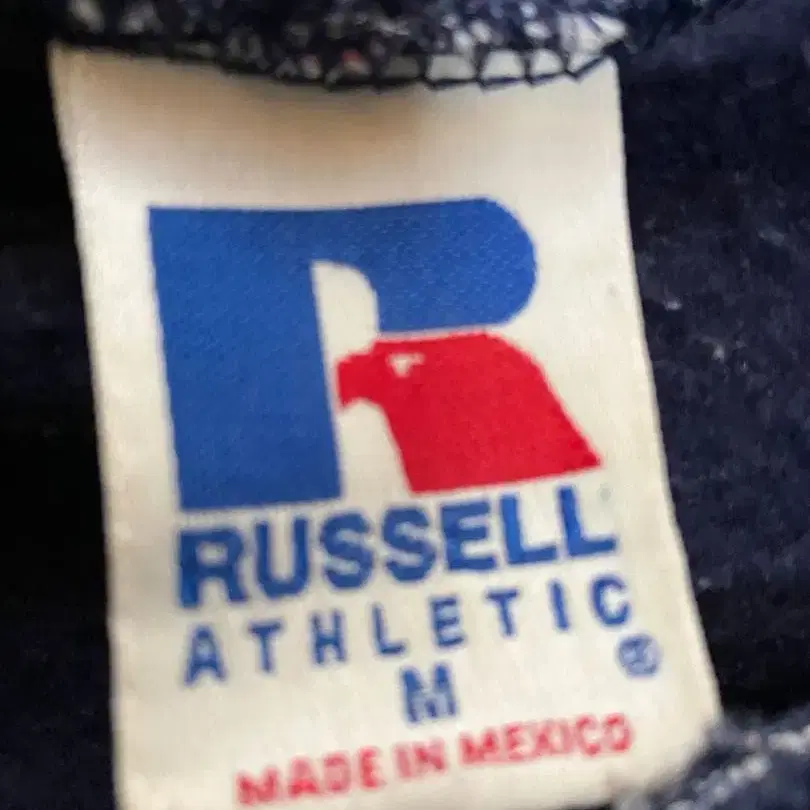 RUSSELL
ATHLETIC
®
M
MADE IN MEXICO